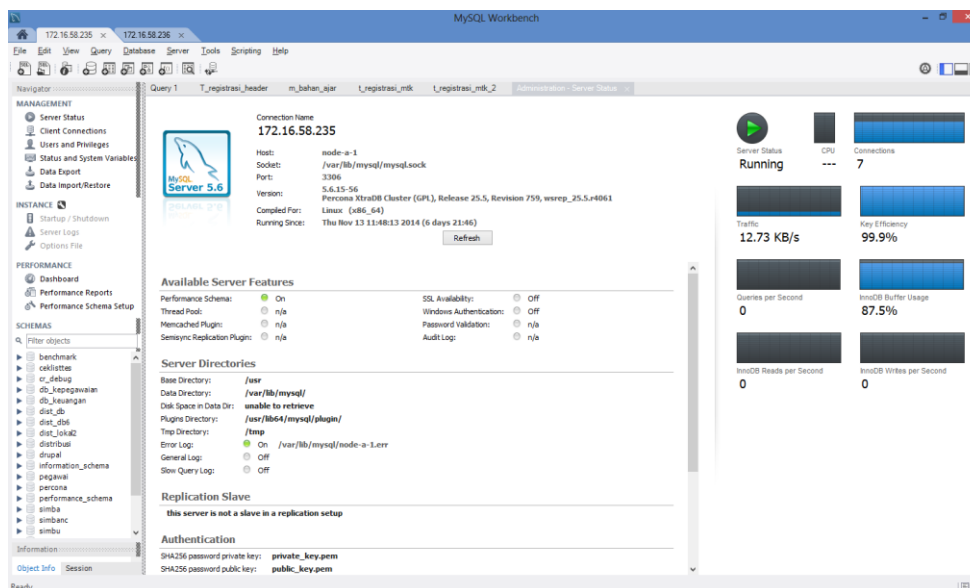 MySQL Workbench
172.16.58.235 ×
172.16.58.236 ×
File Edit View Query Database Server Tools Scripting Help
Navigator
Query 1
T_registrasi_header
m_bahan_ajar
t_registrasi_mtk
t_registrasi_mtk_2
Administration - Server Status ×
MANAGEMENT
Server Status
Client Connections
Users and Privileges
Status and System Variables
Data Export
Data Import/Restore
INSTANCE
Startup / Shutdown
Server Logs
Options File
PERFORMANCE
Dashboard
Performance Reports
Performance Schema Setup
SCHEMAS
Filter objects
benchmark
ceklisttes
cr_debug
db_kepegawaian
db_keuangan
dist_db
dist_db6
dist_lokal2
distribusi
drupal
information_schema
pegawai
percona
performance_schema
simba
simbanc
simbu
Information
Object Info Session
Ready
MySQL
Server 5.6
Connection Name
172.16.58.235
Host: node-a-1
Socket: /var/lib/mysql/mysql.sock
Port: 3306
Version: 5.6.15-56
Percona XtraDB Cluster (GPL), Release 25.5, Revision 759, wsrep_25.5.r4061
Compiled For: Linux (x86_64)
Running Since: Thu Nov 13 11:48:13 2014 (6 days 21:46)
Refresh
Available Server Features
Performance Schema: On
Thread Pool: n/a
Memcached Plugin: n/a
Semisync Replication Plugin: n/a
SSL Availability: Off
Windows Authentication: Off
Password Validation: n/a
Audit Log: n/a
Server Directories
Base Directory: /usr
Data Directory: /var/lib/mysql/
Disk Space in Data Dir: unable to retrieve
Plugins Directory: /usr/lib64/mysql/plugin/
Tmp Directory: /tmp
Error Log: On /var/lib/mysql/node-a-1.err
General Log: Off
Slow Query Log: Off
Replication Slave
this server is not a slave in a replication setup
Authentication
SHA256 password private key: private_key.pem
SHA256 password public key: public_key.pem
Server Status
Running
CPU
---
Connections
7
Traffic
12.73 KB/s
Key Efficiency
99.9%
Queries per Second
0
InnoDB Buffer Usage
87.5%
InnoDB Reads per Second
0
InnoDB Writes per Second
0